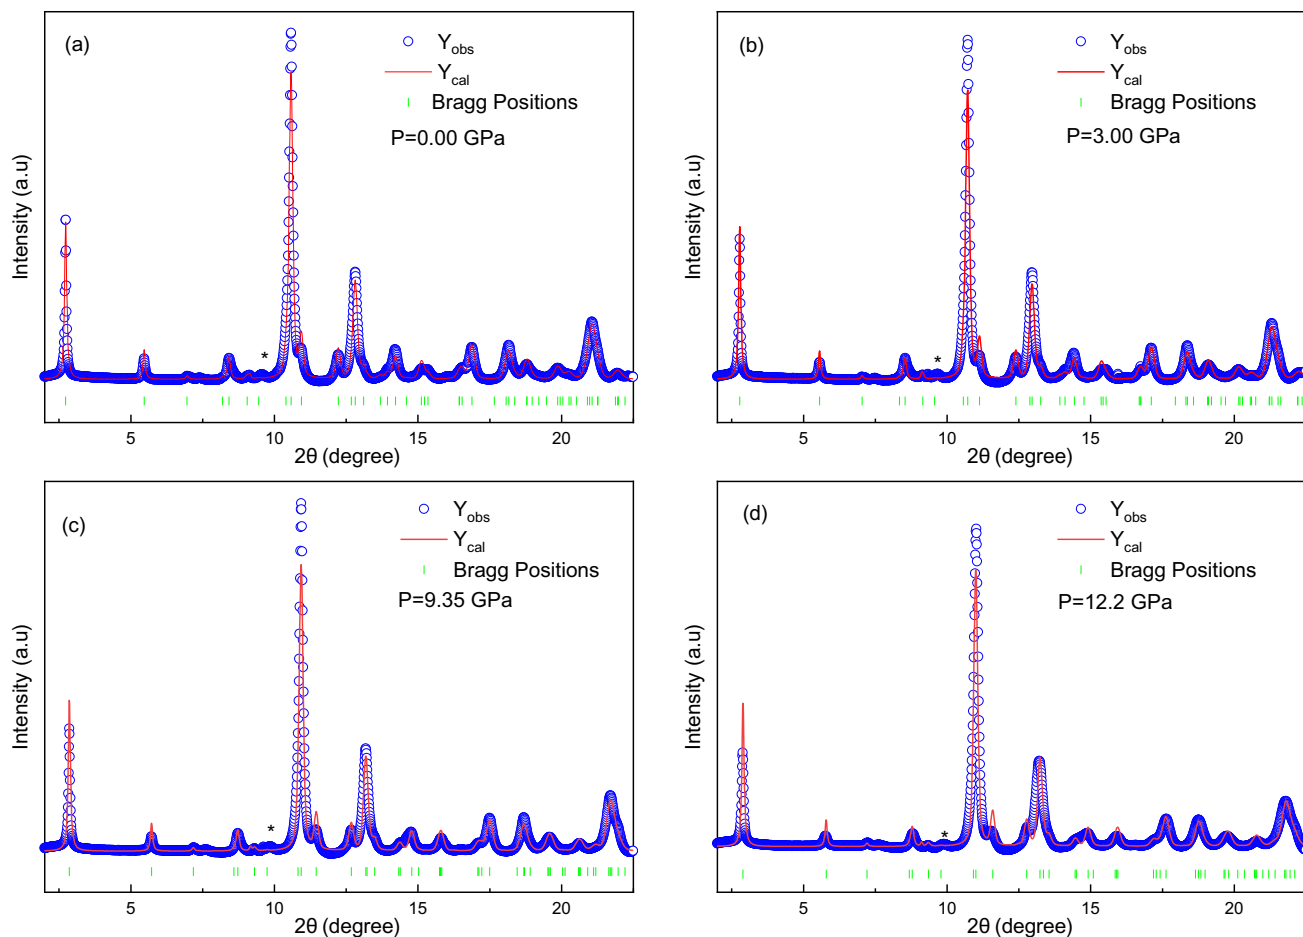 (a)
Y_obs
Y_cal
Bragg Positions
P=0.00 GPa
*
Intensity (a.u)
5 10 15 20
2θ (degree)
(b)
Y_obs
Y_cal
Bragg Positions
P=3.00 GPa
*
Intensity (a.u)
5 10 15 20
2θ (degree)
(c)
Y_obs
Y_cal
Bragg Positions
P=9.35 GPa
*
Intensity (a.u)
5 10 15 20
2θ (degree)
(d)
Y_obs
Y_cal
Bragg Positions
P=12.2 GPa
*
Intensity (a.u)
5 10 15 20
2θ (degree)